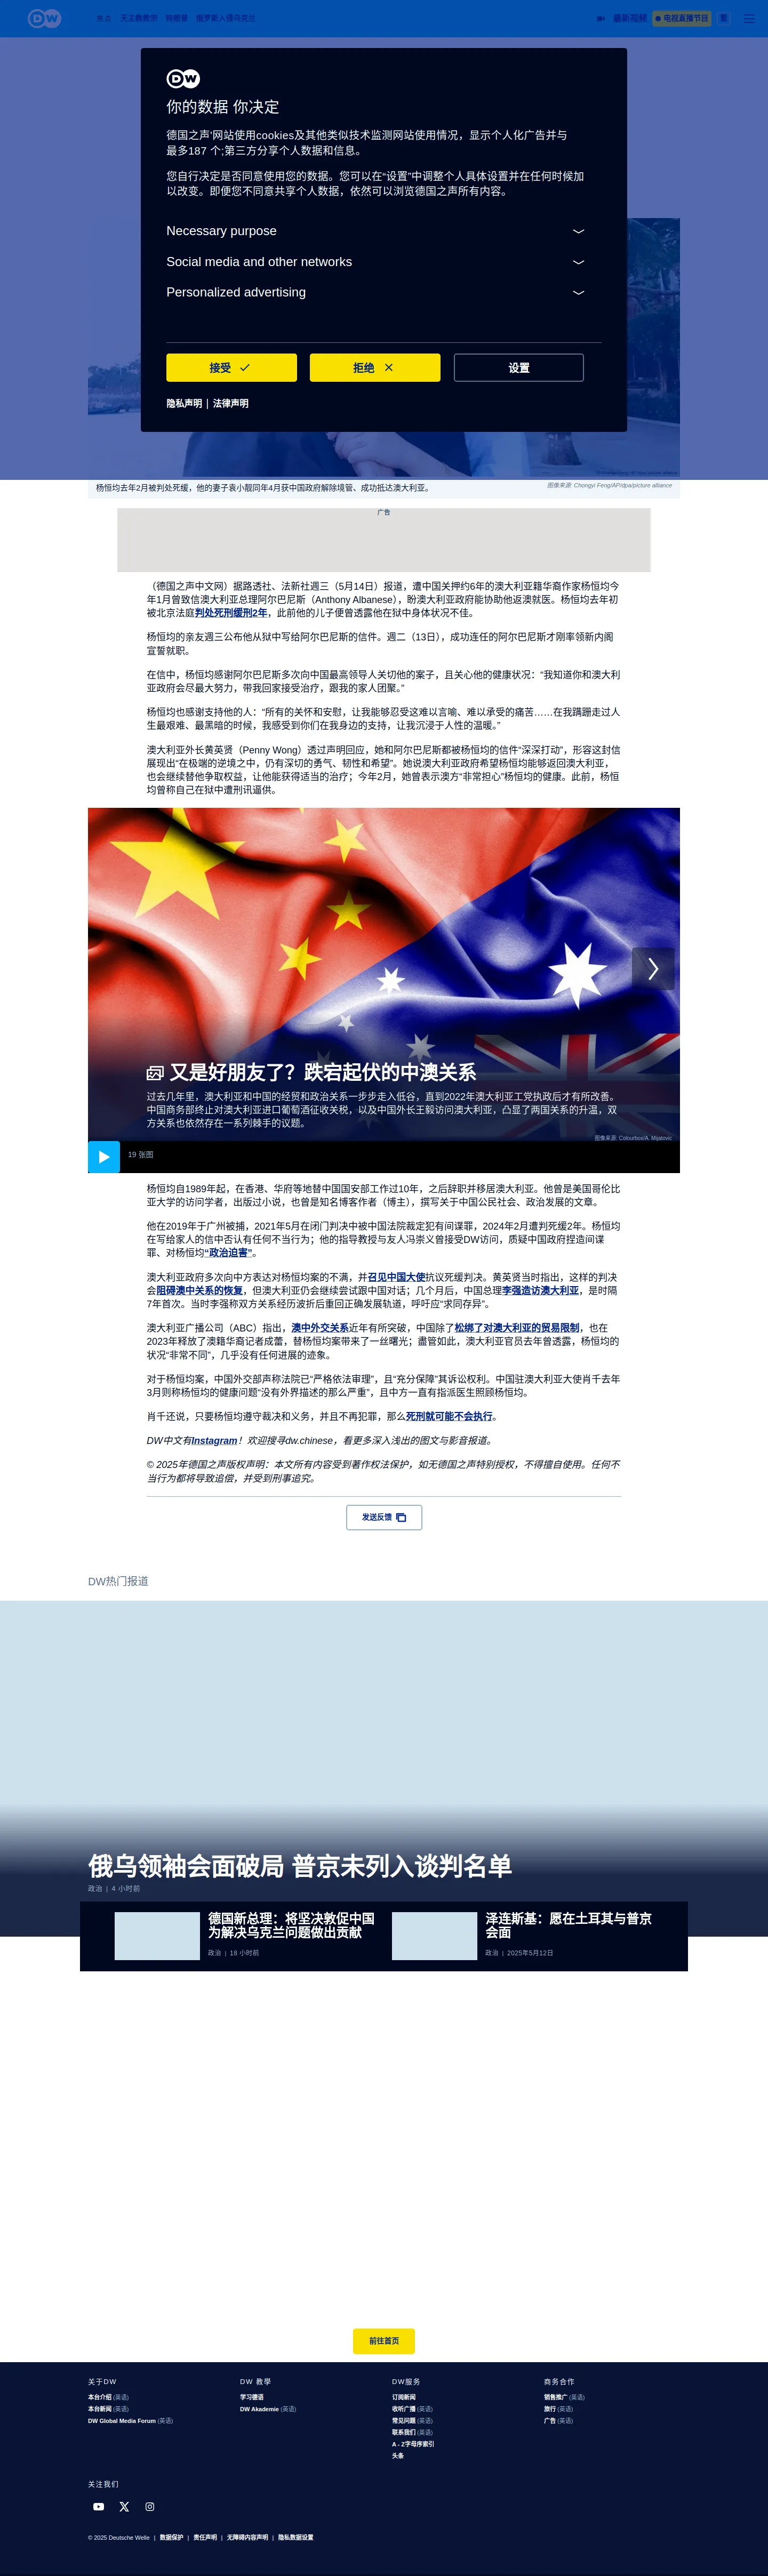 DW
焦点 天主教教宗 特朗普 俄罗斯入侵乌克兰 最新视频 电视直播节目 繁
DW
你的数据 你决定
德国之声'网站使用cookies及其他类似技术监测网站使用情况，显示个人化广告并与
最多187 个;第三方分享个人数据和信息。
您自行决定是否同意使用您的数据。您可以在“设置”中调整个人具体设置并在任何时候加
以改变。即便您不同意共享个人数据，依然可以浏览德国之声所有内容。
Necessary purpose
Social media and other networks
Personalized advertising
接受 拒绝 设置
隐私声明 | 法律声明
杨恒均去年2月被判处死缓，他的妻子袁小靓同年4月获中国政府解除境管、成功抵达澳大利亚。
图像来源: Chongyi Feng/AP/dpa/picture alliance
广告
（德国之声中文网）据路透社、法新社週三（5月14日）报道，遭中国关押约6年的澳大利亚籍华裔作家杨恒均今
年1月曾致信澳大利亚总理阿尔巴尼斯（Anthony Albanese），盼澳大利亚政府能协助他返澳就医。杨恒均去年初
被北京法庭判处死刑缓刑2年，此前他的儿子便曾透露他在狱中身体状况不佳。
杨恒均的亲友週三公布他从狱中写给阿尔巴尼斯的信件。週二（13日），成功连任的阿尔巴尼斯才刚率领新内阁
宣誓就职。
在信中，杨恒均感谢阿尔巴尼斯多次向中国最高领导人关切他的案子，且关心他的健康状况：“我知道你和澳大利
亚政府会尽最大努力，带我回家接受治疗，跟我的家人团聚。”
杨恒均也感谢支持他的人：“所有的关怀和安慰，让我能够忍受这难以言喻、难以承受的痛苦……在我蹒跚走过人
生最艰难、最黑暗的时候，我感受到你们在我身边的支持，让我沉浸于人性的温暖。”
澳大利亚外长黄英贤（Penny Wong）透过声明回应，她和阿尔巴尼斯都被杨恒均的信件“深深打动”，形容这封信
展现出“在极端的逆境之中，仍有深切的勇气、韧性和希望”。她说澳大利亚政府希望杨恒均能够返回澳大利亚，
也会继续替他争取权益，让他能获得适当的治疗；今年2月，她曾表示澳方“非常担心”杨恒均的健康。此前，杨恒
均曾称自己在狱中遭刑讯逼供。
又是好朋友了？跌宕起伏的中澳关系
过去几年里，澳大利亚和中国的经贸和政治关系一步步走入低谷，直到2022年澳大利亚工党执政后才有所改善。
中国商务部终止对澳大利亚进口葡萄酒征收关税，以及中国外长王毅访问澳大利亚，凸显了两国关系的升温，双
方关系也依然存在一系列棘手的议题。
图像来源: Colourbox/A. Mijatovic
19 张图
杨恒均自1989年起，在香港、华府等地替中国国安部工作过10年，之后辞职并移居澳大利亚。他曾是美国哥伦比
亚大学的访问学者，出版过小说，也曾是知名博客作者（博主），撰写关于中国公民社会、政治发展的文章。
他在2019年于广州被捕，2021年5月在闭门判决中被中国法院裁定犯有间谍罪，2024年2月遭判死缓2年。杨恒均
在写给家人的信中否认有任何不当行为；他的指导教授与友人冯崇义曾接受DW访问，质疑中国政府捏造间谍
罪、对杨恒均“政治迫害”。
澳大利亚政府多次向中方表达对杨恒均案的不满，并召见中国大使抗议死缓判决。黄英贤当时指出，这样的判决
会阻碍澳中关系的恢复，但澳大利亚仍会继续尝试跟中国对话；几个月后，中国总理李强造访澳大利亚，是时隔
7年首次。当时李强称双方关系经历波折后重回正确发展轨道，呼吁应“求同存异”。
澳大利亚广播公司（ABC）指出，澳中外交关系近年有所突破，中国除了松绑了对澳大利亚的贸易限制，也在
2023年释放了澳籍华裔记者成蕾，替杨恒均案带来了一丝曙光；盡管如此，澳大利亚官员去年曾透露，杨恒均的
状况“非常不同”，几乎没有任何进展的迹象。
对于杨恒均案，中国外交部声称法院已“严格依法审理”，且“充分保障”其诉讼权利。中国驻澳大利亚大使肖千去年
3月则称杨恒均的健康问题“没有外界描述的那么严重”，且中方一直有指派医生照顾杨恒均。
肖千还说，只要杨恒均遵守裁决和义务，并且不再犯罪，那么死刑就可能不会执行。
DW中文有Instagram！欢迎搜寻dw.chinese，看更多深入浅出的图文与影音报道。
© 2025年德国之声版权声明：本文所有内容受到著作权法保护，如无德国之声特别授权，不得擅自使用。任何不
当行为都将导致追偿，并受到刑事追究。
发送反馈
DW热门报道
俄乌领袖会面破局 普京未列入谈判名单
政治 | 4 小时前
德国新总理：将坚决敦促中国
为解决乌克兰问题做出贡献
政治 | 18 小时前
泽连斯基：愿在土耳其与普京
会面
政治 | 2025年5月12日
前往首页
关于DW
本台介绍 (英语)
本台新闻 (英语)
DW Global Media Forum (英语)
DW 教學
学习德语
DW Akademie (英语)
DW服务
订阅新闻
收听广播 (英语)
常见问题 (英语)
联系我们 (英语)
A - Z字母序索引
头条
商务合作
销售推广 (英语)
旅行 (英语)
广告 (英语)
关注我们
© 2025 Deutsche Welle | 数据保护 | 责任声明 | 无障碍内容声明 | 隐私数据设置